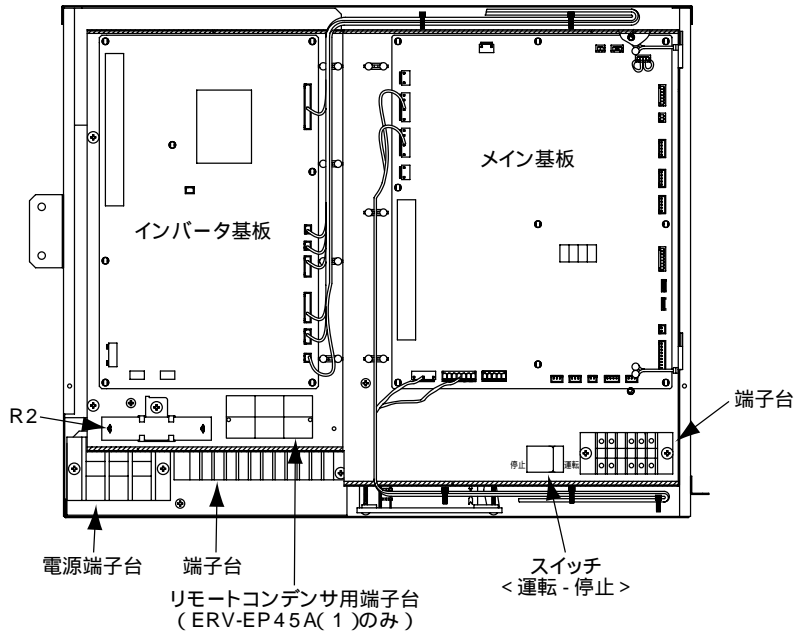 インバータ基板
メイン基板
R2
停止
運転
端子台
電源端子台
端子台
リモートコンデンサ用端子台
(ERV-EP45A(1)のみ)
スイッチ
<運転-停止>